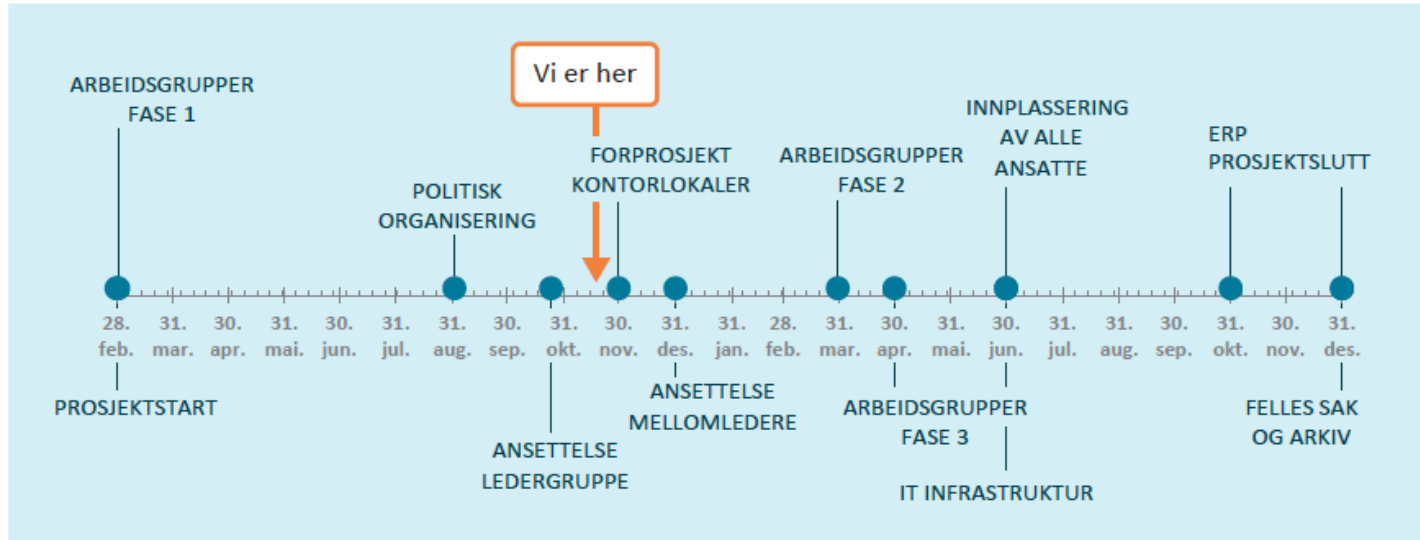 Vi er her
ARBEIDSGRUPPER
FASE 1
POLITISK
ORGANISERING
FORPROSJEKT
KONTORLOKALER
ARBEIDSGRUPPER
FASE 2
INNPLASSERING
AV ALLE
ANSATTE
ERP
PROSJEKTSLUTT
28. 31. 30. 31. 30. 31. 31. 30. 31. 30. 31. 31. 28. 31. 30. 31. 30. 31. 31. 30. 31. 30. 31.
feb. mar. apr. mai. jun. jul. aug. sep. okt. nov. des. jan. feb. mar. apr. mai. jun. jul. aug. sep. okt. nov. des.
PROSJEKTSTART
ANSETTELSE
LEDERGRUPPE
ANSETTELSE
MELLOMLEDERE
ARBEIDSGRUPPER
FASE 3
IT INFRASTRUKTUR
FELLES SAK
OG ARKIV